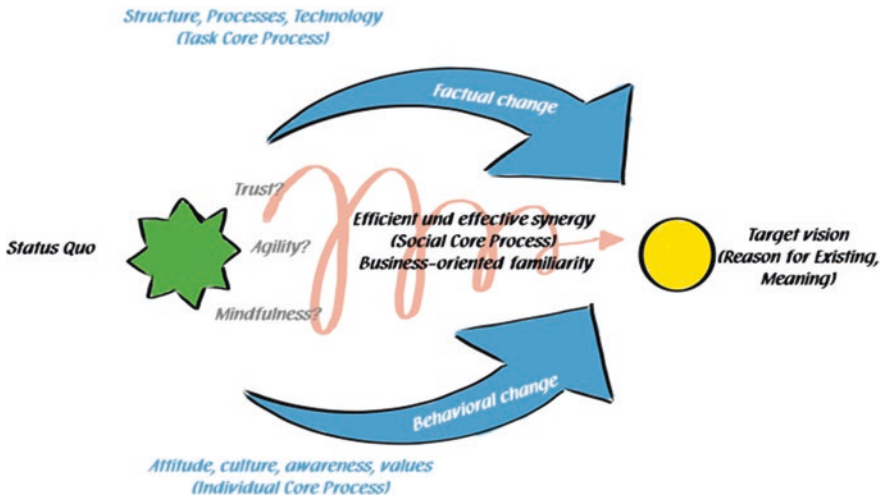 Structure, Processes, Technology
(Task Core Process)
Factual change
Trust?
Efficient und effective synergy
(Social Core Process)
Business-oriented familiarity
Status Quo
Agility?
Target vision
(Reason for Existing,
Meaning)
Mindfulness?
Behavioral change
Attitude, culture, awareness, values
(Individual Core Process)